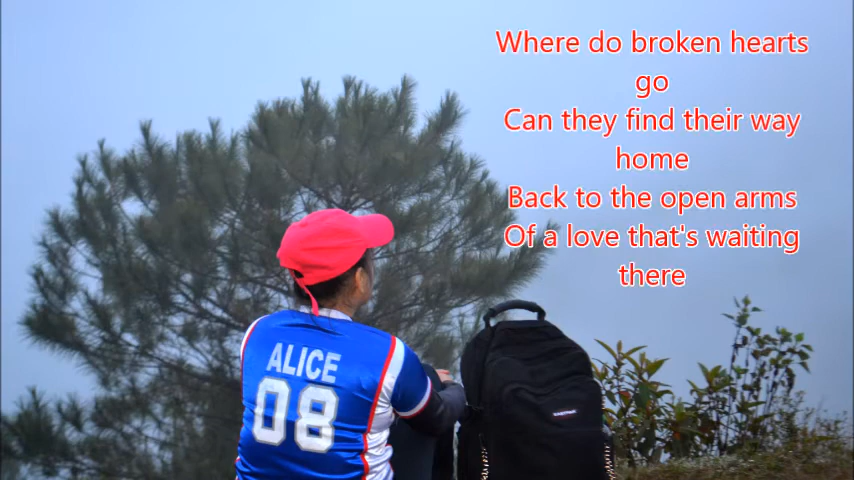 Where do broken hearts
go
Can they find their way
home
Back to the open arms
Of a love that's waiting
there
ALICE
08